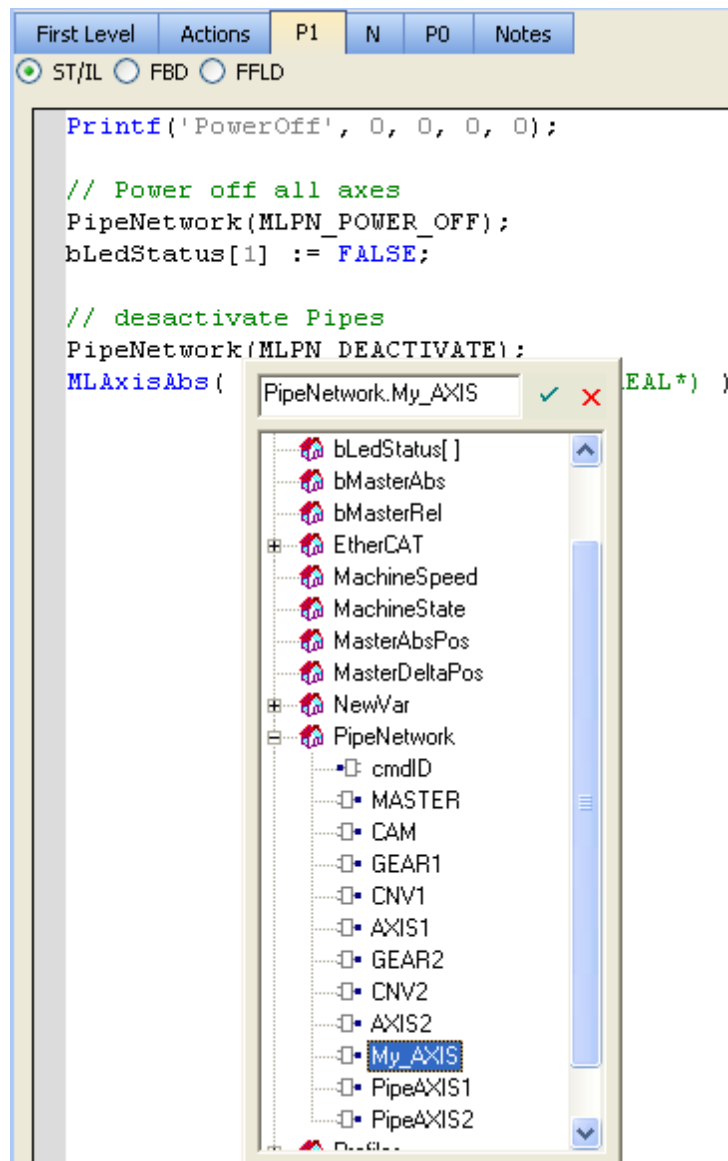 First Level Actions P1 N P0 Notes
ST/IL FBD FFLD
Printf('PowerOff', 0, 0, 0, 0);
// Power off all axes
PipeNetwork(MLPN_POWER_OFF);
bLedStatus[1] := FALSE;
// desactivate Pipes
PipeNetwork(MLPN_DEACTIVATE);
MLAxisAbs( EAL*) )
PipeNetwork.My_AXIS
bLedStatus[ ]
bMasterAbs
bMasterRel
EtherCAT
MachineSpeed
MachineState
MasterAbsPos
MasterDeltaPos
NewVar
PipeNetwork
cmdID
MASTER
CAM
GEAR1
CNV1
AXIS1
GEAR2
CNV2
AXIS2
My_AXIS
PipeAXIS1
PipeAXIS2